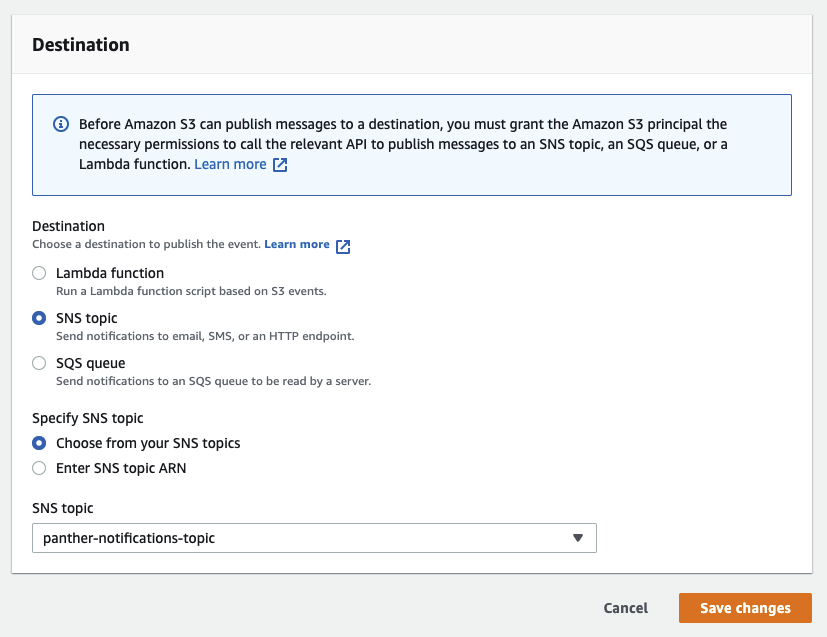 Destination
Before Amazon S3 can publish messages to a destination, you must grant the Amazon S3 principal the
necessary permissions to call the relevant API to publish messages to an SNS topic, an SQS queue, or a
Lambda function. Learn more
Destination
Choose a destination to publish the event. Learn more
Lambda function
Run a Lambda function script based on S3 events.
SNS topic
Send notifications to email, SMS, or an HTTP endpoint.
SQS queue
Send notifications to an SQS queue to be read by a server.
Specify SNS topic
Choose from your SNS topics
Enter SNS topic ARN
SNS topic
panther-notifications-topic
Cancel Save changes